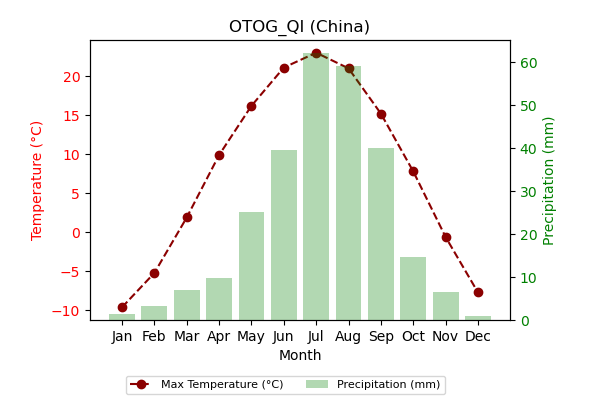 OTOG_QI (China)
Temperature (°C)
20
15
10
5
0
−5
−10
60
50
40
30
20
10
0
Precipitation (mm)
Jan Feb Mar Apr May Jun Jul Aug Sep Oct Nov Dec
Month
Max Temperature (°C) Precipitation (mm)